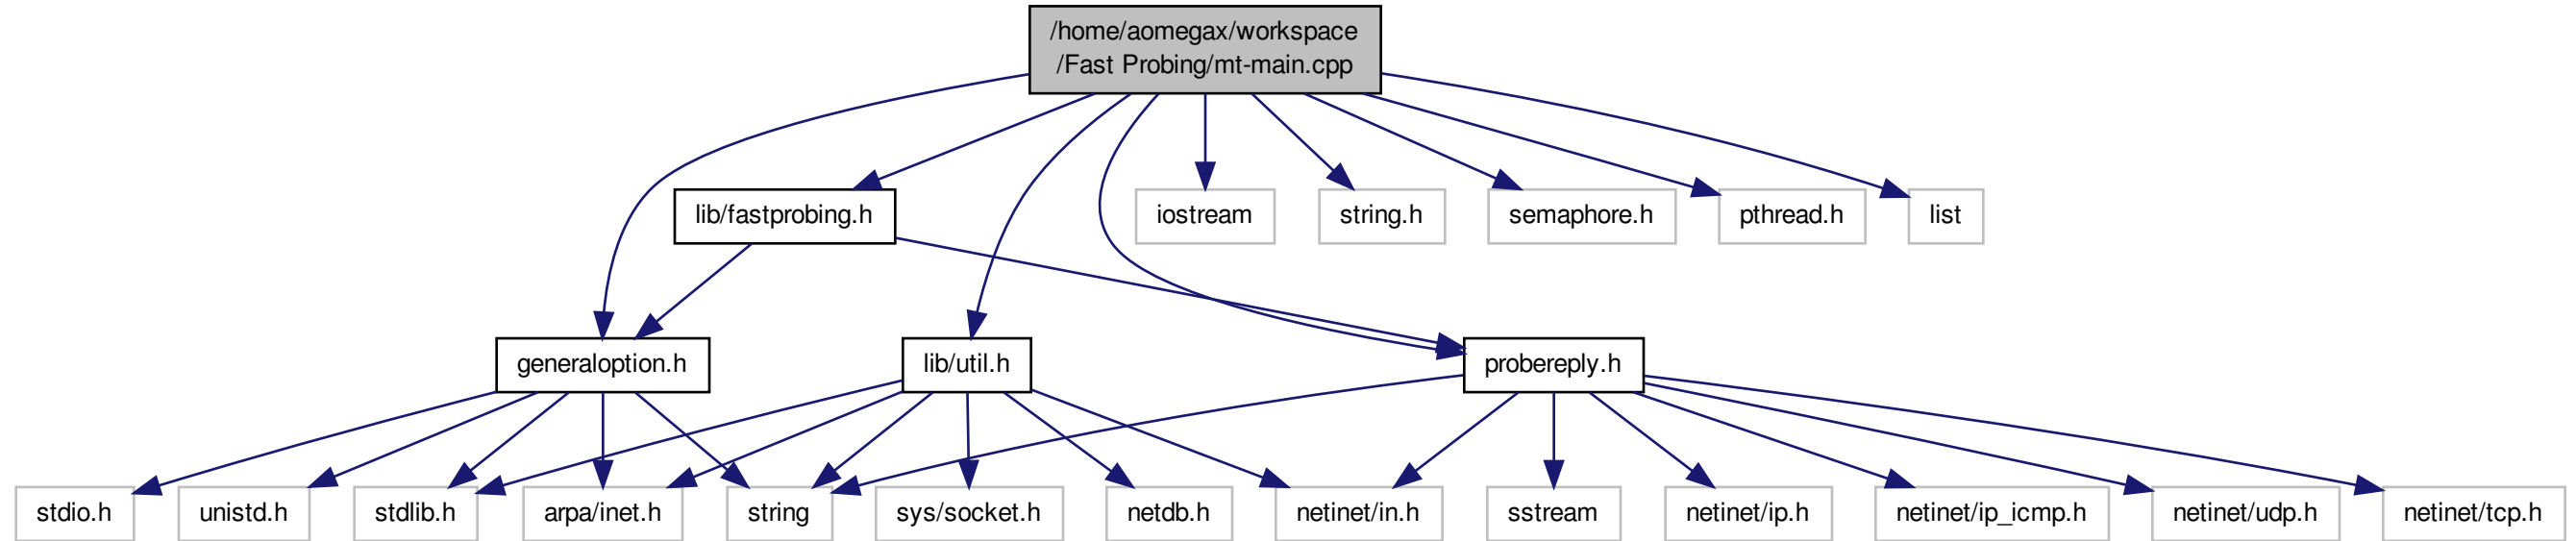 /home/aomegax/workspace
/Fast Probing/mt-main.cpp
lib/fastprobing.h
iostream
string.h
semaphore.h
pthread.h
list
generaloption.h
lib/util.h
probereply.h
stdio.h
unistd.h
stdlib.h
arpa/inet.h
string
sys/socket.h
netdb.h
netinet/in.h
sstream
netinet/ip.h
netinet/ip_icmp.h
netinet/udp.h
netinet/tcp.h